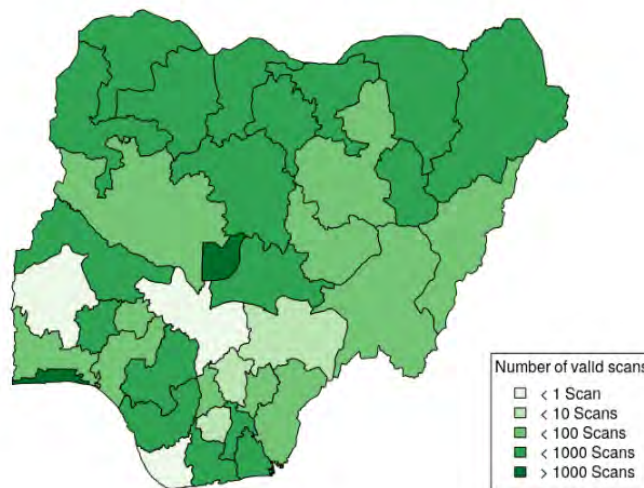 Number of valid scans
< 1 Scan
< 10 Scans
< 100 Scans
< 1000 Scans
> 1000 Scans